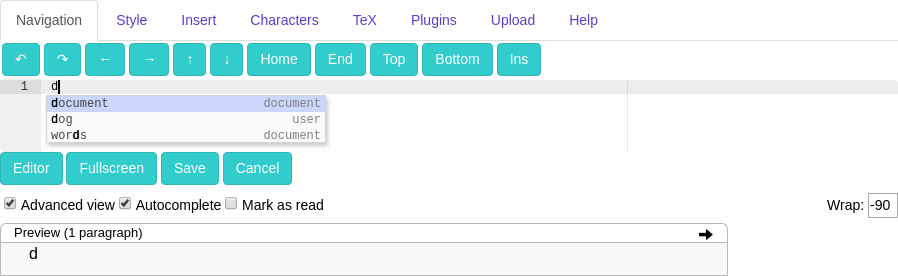 Navigation Style Insert Characters TeX Plugins Upload Help
↶ ↷ ← → ↑ ↓ Home End Top Bottom Ins
1 d
document document
dog user
words document
Editor Fullscreen Save Cancel
Advanced view Autocomplete Mark as read Wrap: -90
Preview (1 paragraph)
d